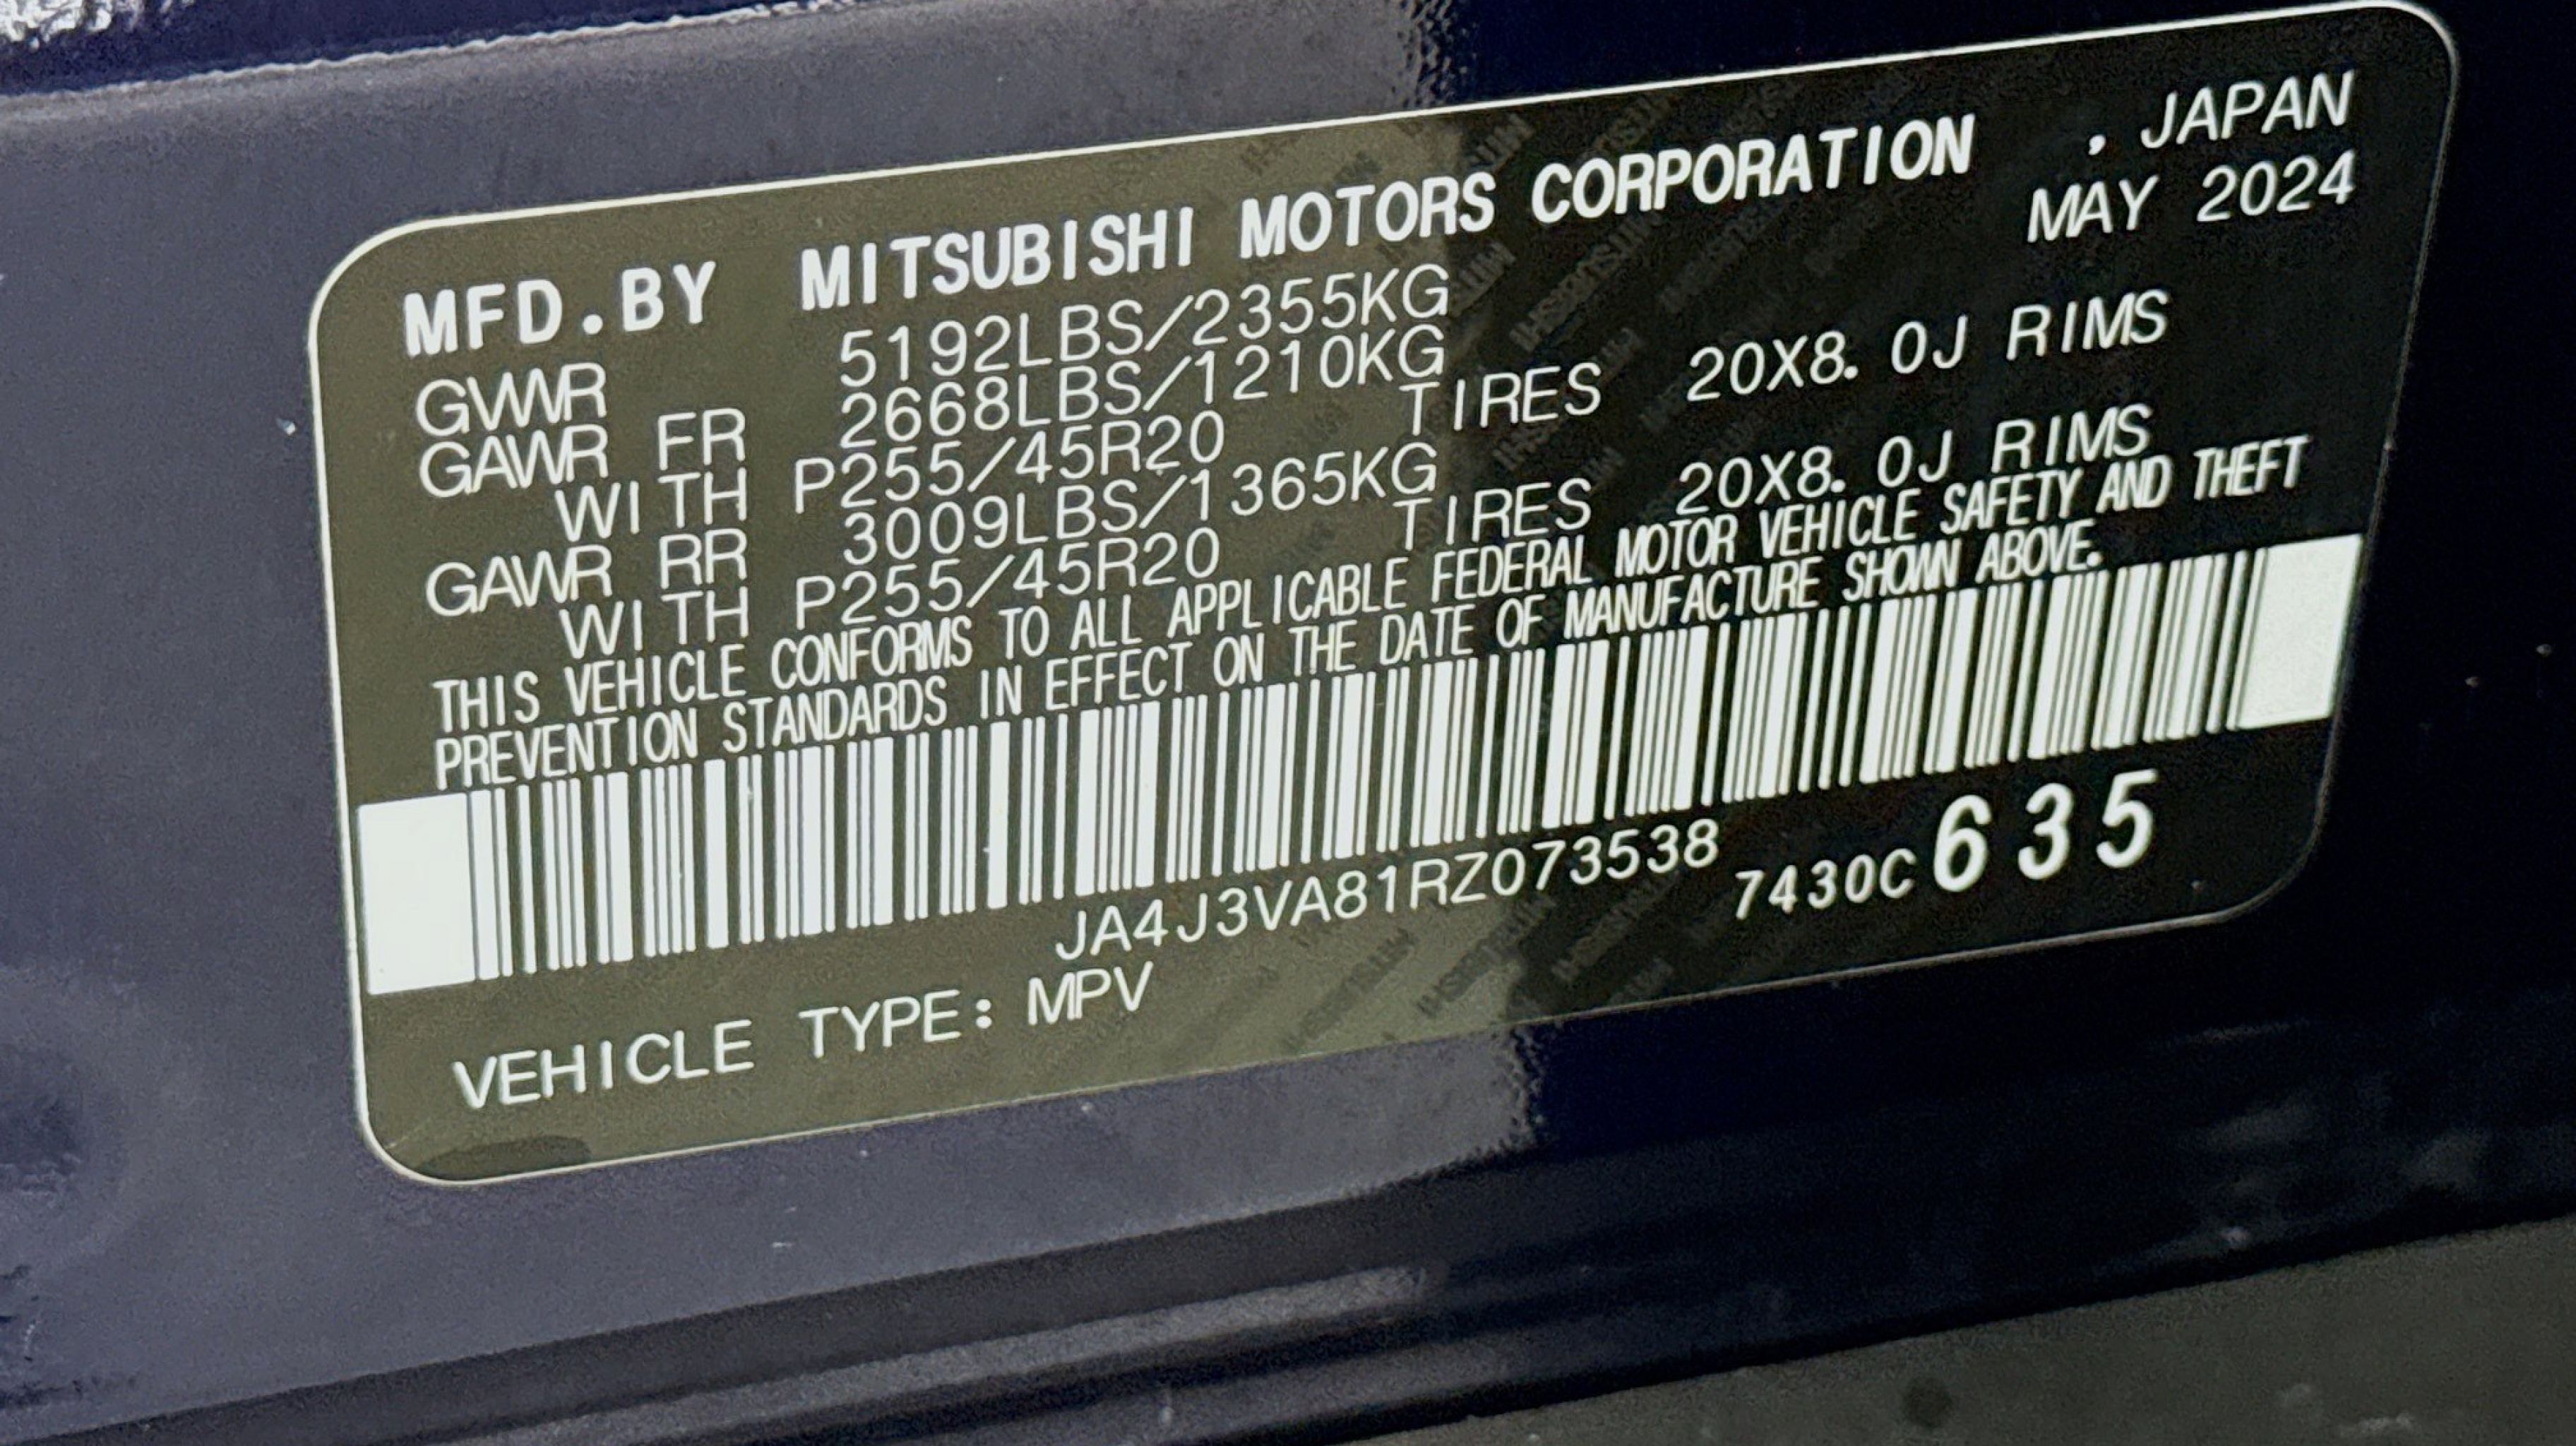 MFD.BY MITSUBISHI MOTORS CORPORATION , JAPAN
MAY 2024
GVWR 5192LBS/2355KG
GAWR FR 2668LBS/1210KG
WITH P255/45R20 TIRES 20X8.0J RIMS
GAWR RR 3009LBS/1365KG
WITH P255/45R20 TIRES 20X8.0J RIMS
THIS VEHICLE CONFORMS TO ALL APPLICABLE FEDERAL MOTOR VEHICLE SAFETY AND THEFT
PREVENTION STANDARDS IN EFFECT ON THE DATE OF MANUFACTURE SHOWN ABOVE.
JA4J3VA81RZ073538 7430C635
VEHICLE TYPE: MPV